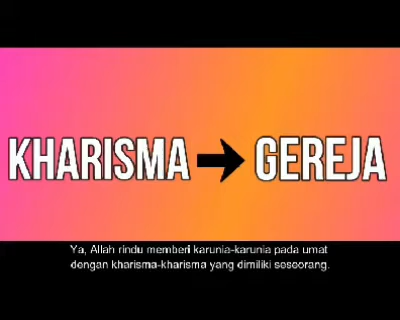 KHARISMA → GEREJA
Ya, Allah rindu memberi karunia-karunia pada umat
dengan kharisma-kharisma yang dimiliki seseorang.